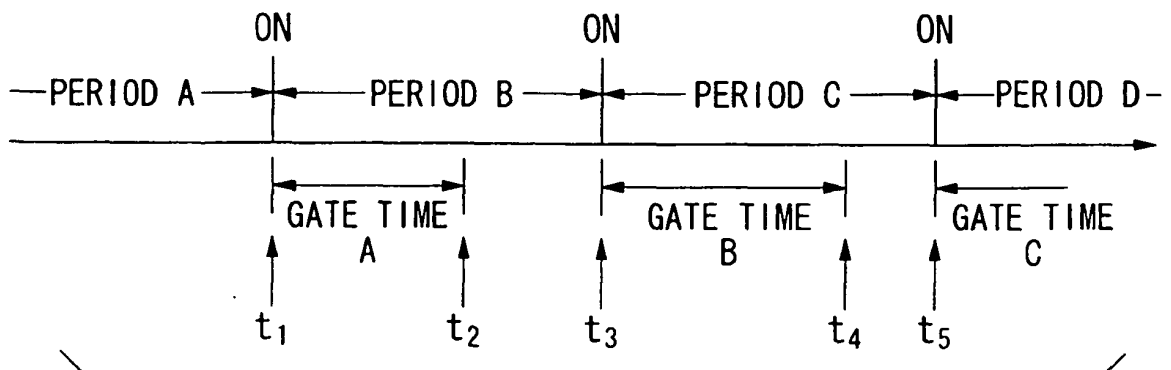 ON ON ON
PERIOD A PERIOD B PERIOD C PERIOD D
GATE TIME A GATE TIME B GATE TIME C
t1 t2 t3 t4 t5